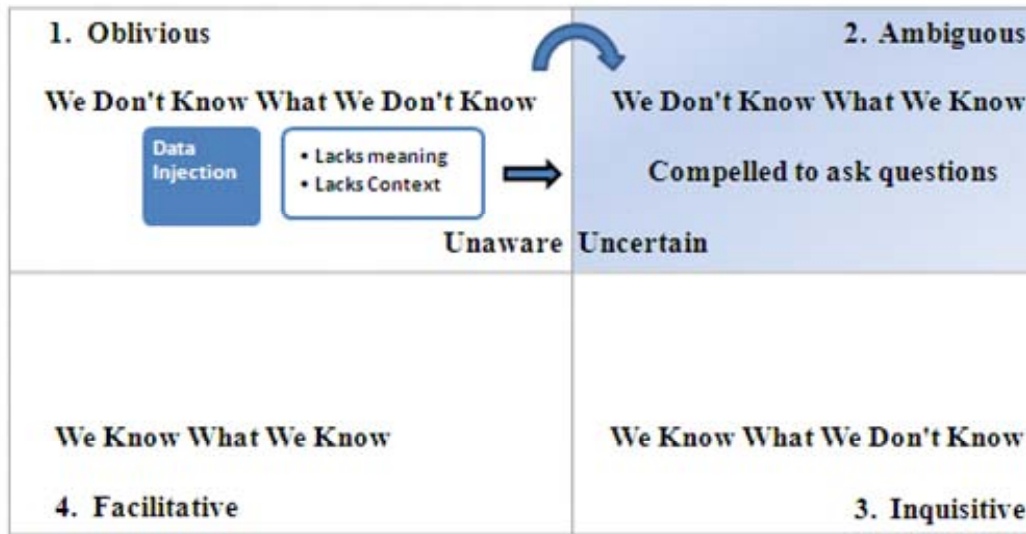 1. Oblivious
We Don't Know What We Don't Know
Data
Injection
• Lacks meaning
• Lacks Context
Unaware
2. Ambiguous
We Don't Know What We Know
Compelled to ask questions
Uncertain
We Know What We Know
4. Facilitative
We Know What We Don't Know
3. Inquisitive